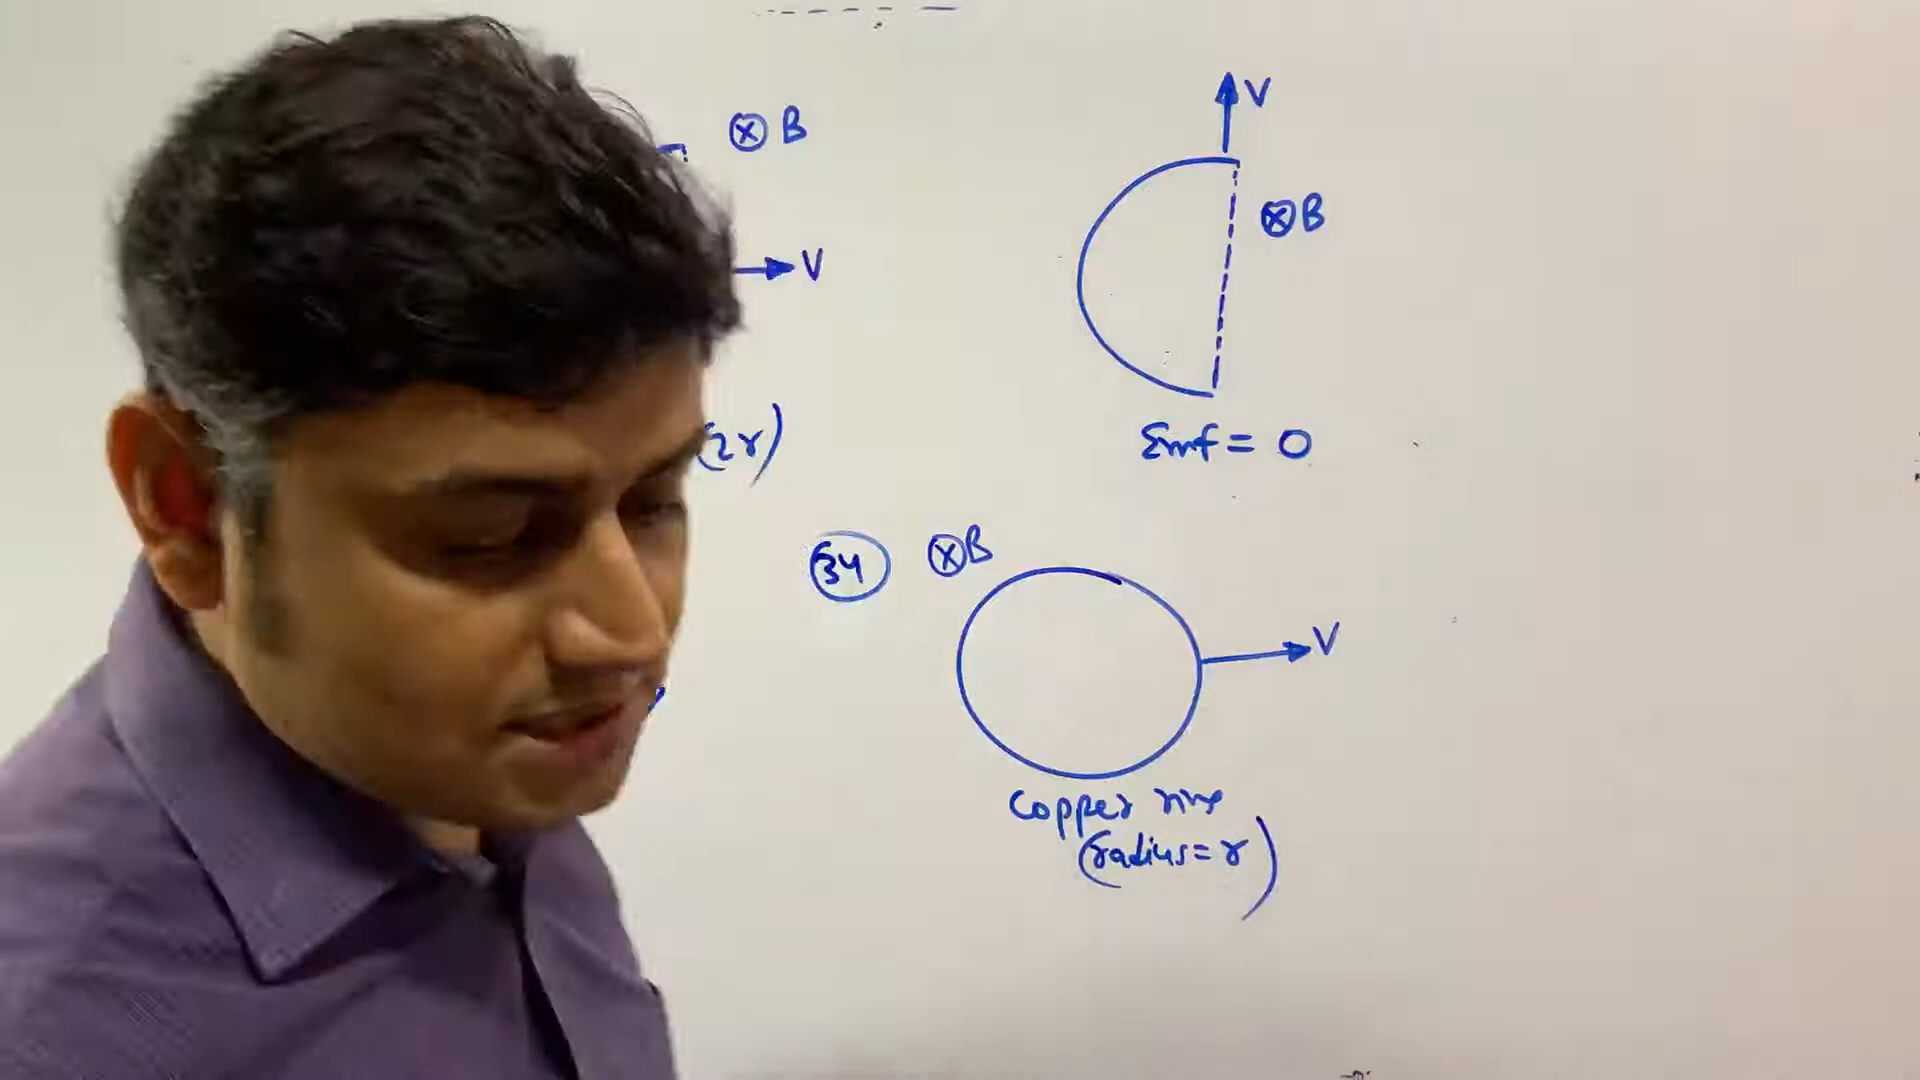 ⊗ B
V
2r)
V
⊗B
Emf = 0
34
⊗B
V
Copper ring
(radius = r)